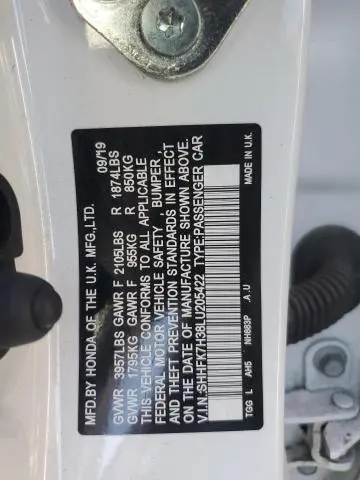 MFD.BY HONDA OF THE U.K. MFG.,LTD. 09/19
GVWR 3957LBS GAWR F 2105LBS R 1874LBS
GVWR 1795KG GAWR F 955KG R 850KG
THIS VEHICLE CONFORMS TO ALL APPLICABLE
FEDERAL MOTOR VEHICLE SAFETY , BUMPER ,
AND THEFT PREVENTION STANDARDS IN EFFECT
ON THE DATE OF MANUFACTURE SHOWN ABOVE.
V.I.N.:SHHFK7H38LU205422 TYPE:PASSENGER CAR
TGG L AH5 NH883P .A ,U MADE IN U.K.